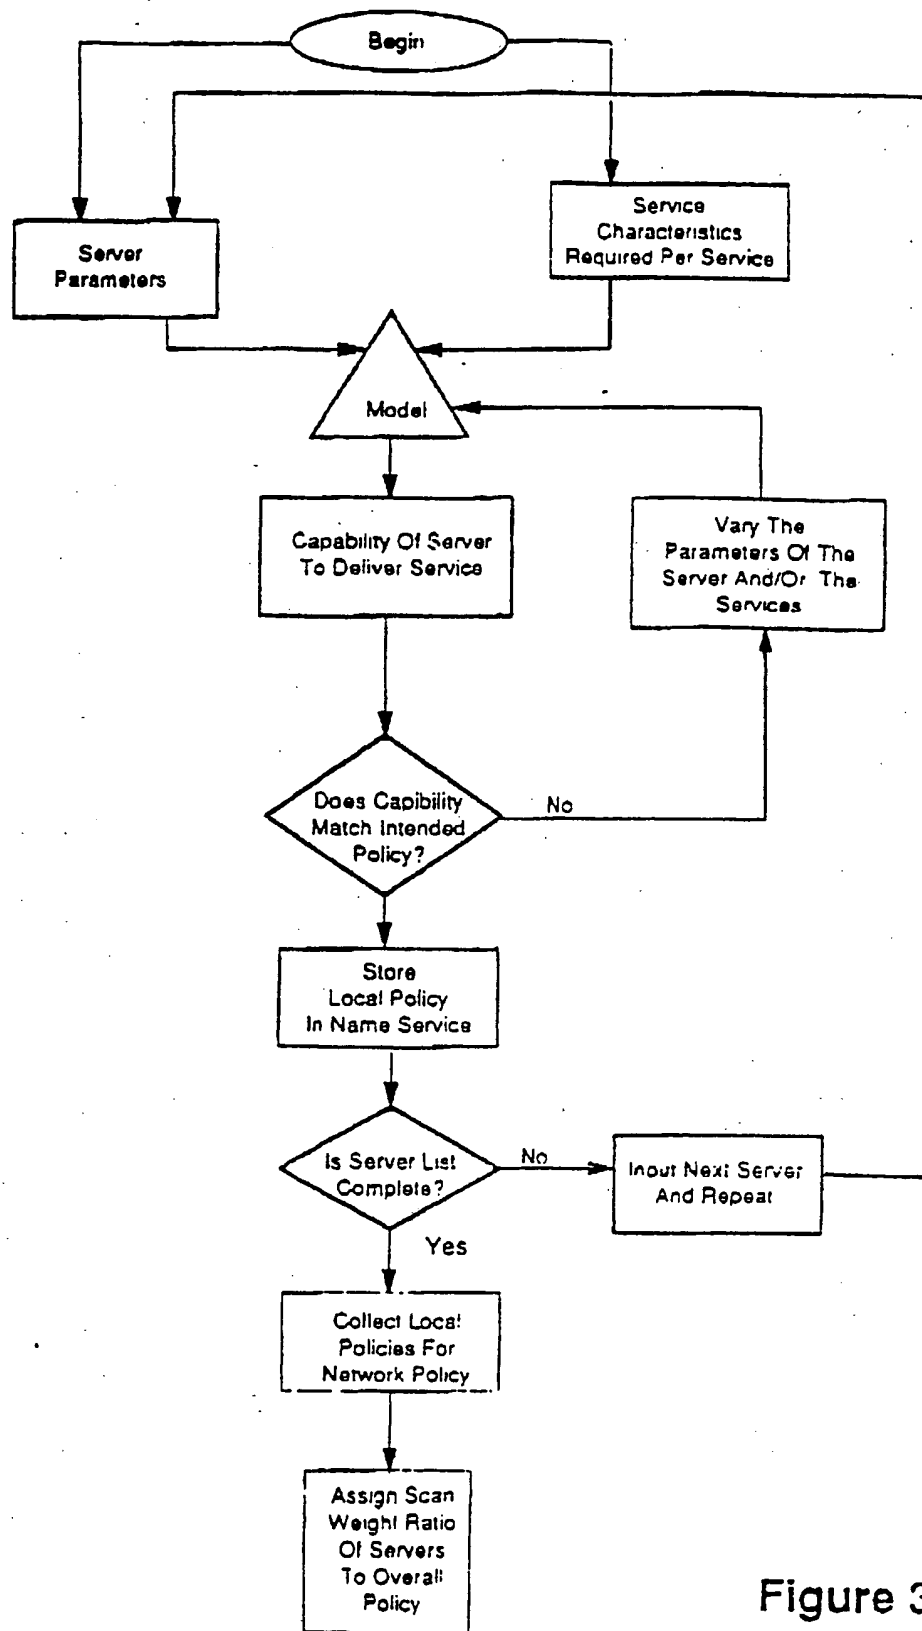 Begin
Server
Parameters
Service
Characteristics
Required Per Service
Model
Capability Of Server
To Deliver Service
Vary The
Parameters Of The
Server And/Or The
Services
Does Capibility
Match Intended
Policy?
No
Store
Local Policy
In Name Service
Is Server List
Complete?
No
Input Next Server
And Repeat
Yes
Collect Local
Policies For
Network Policy
Assign Scan
Weight Ratio
Of Servers
To Overall
Policy
Figure 3